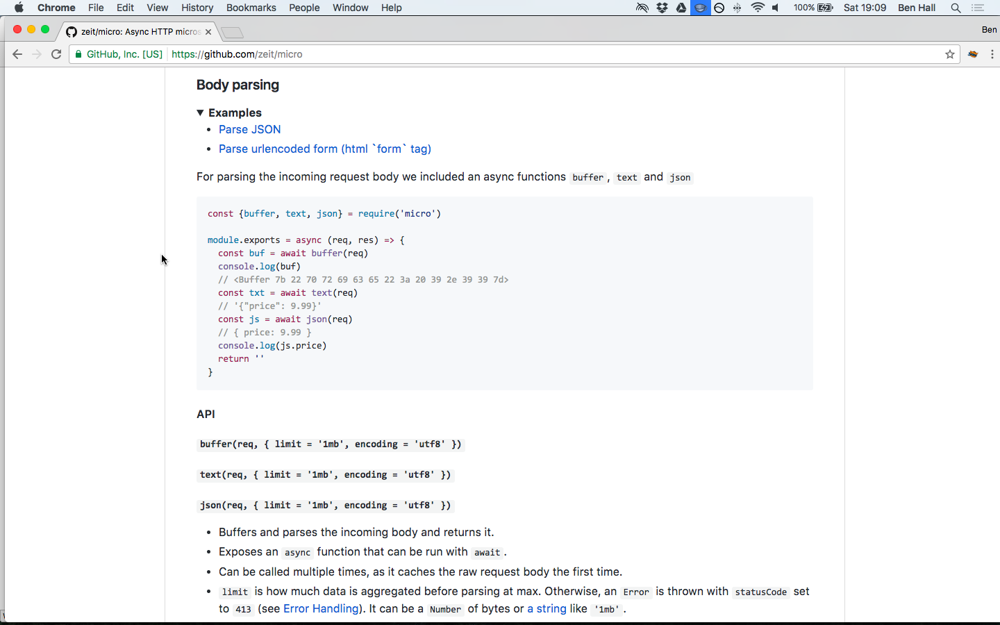 Chrome File Edit View History Bookmarks People Window Help 100% Sat 19:09 Ben Hall
zeit/micro: Async HTTP micros Ben
GitHub, Inc. [US] https://github.com/zeit/micro
Body parsing
▼ Examples
• Parse JSON
• Parse urlencoded form (html `form` tag)
For parsing the incoming request body we included an async functions buffer, text and json
const {buffer, text, json} = require('micro')
module.exports = async (req, res) => {
const buf = await buffer(req)
console.log(buf)
// <Buffer 7b 22 70 72 69 63 65 22 3a 20 39 2e 39 39 7d>
const txt = await text(req)
// '{"price": 9.99}'
const js = await json(req)
// { price: 9.99 }
console.log(js.price)
return ''
}
API
buffer(req, { limit = '1mb', encoding = 'utf8' })
text(req, { limit = '1mb', encoding = 'utf8' })
json(req, { limit = '1mb', encoding = 'utf8' })
• Buffers and parses the incoming body and returns it.
• Exposes an async function that can be run with await.
• Can be called multiple times, as it caches the raw request body the first time.
• limit is how much data is aggregated before parsing at max. Otherwise, an Error is thrown with statusCode set
to 413 (see Error Handling). It can be a Number of bytes or a string like '1mb'.